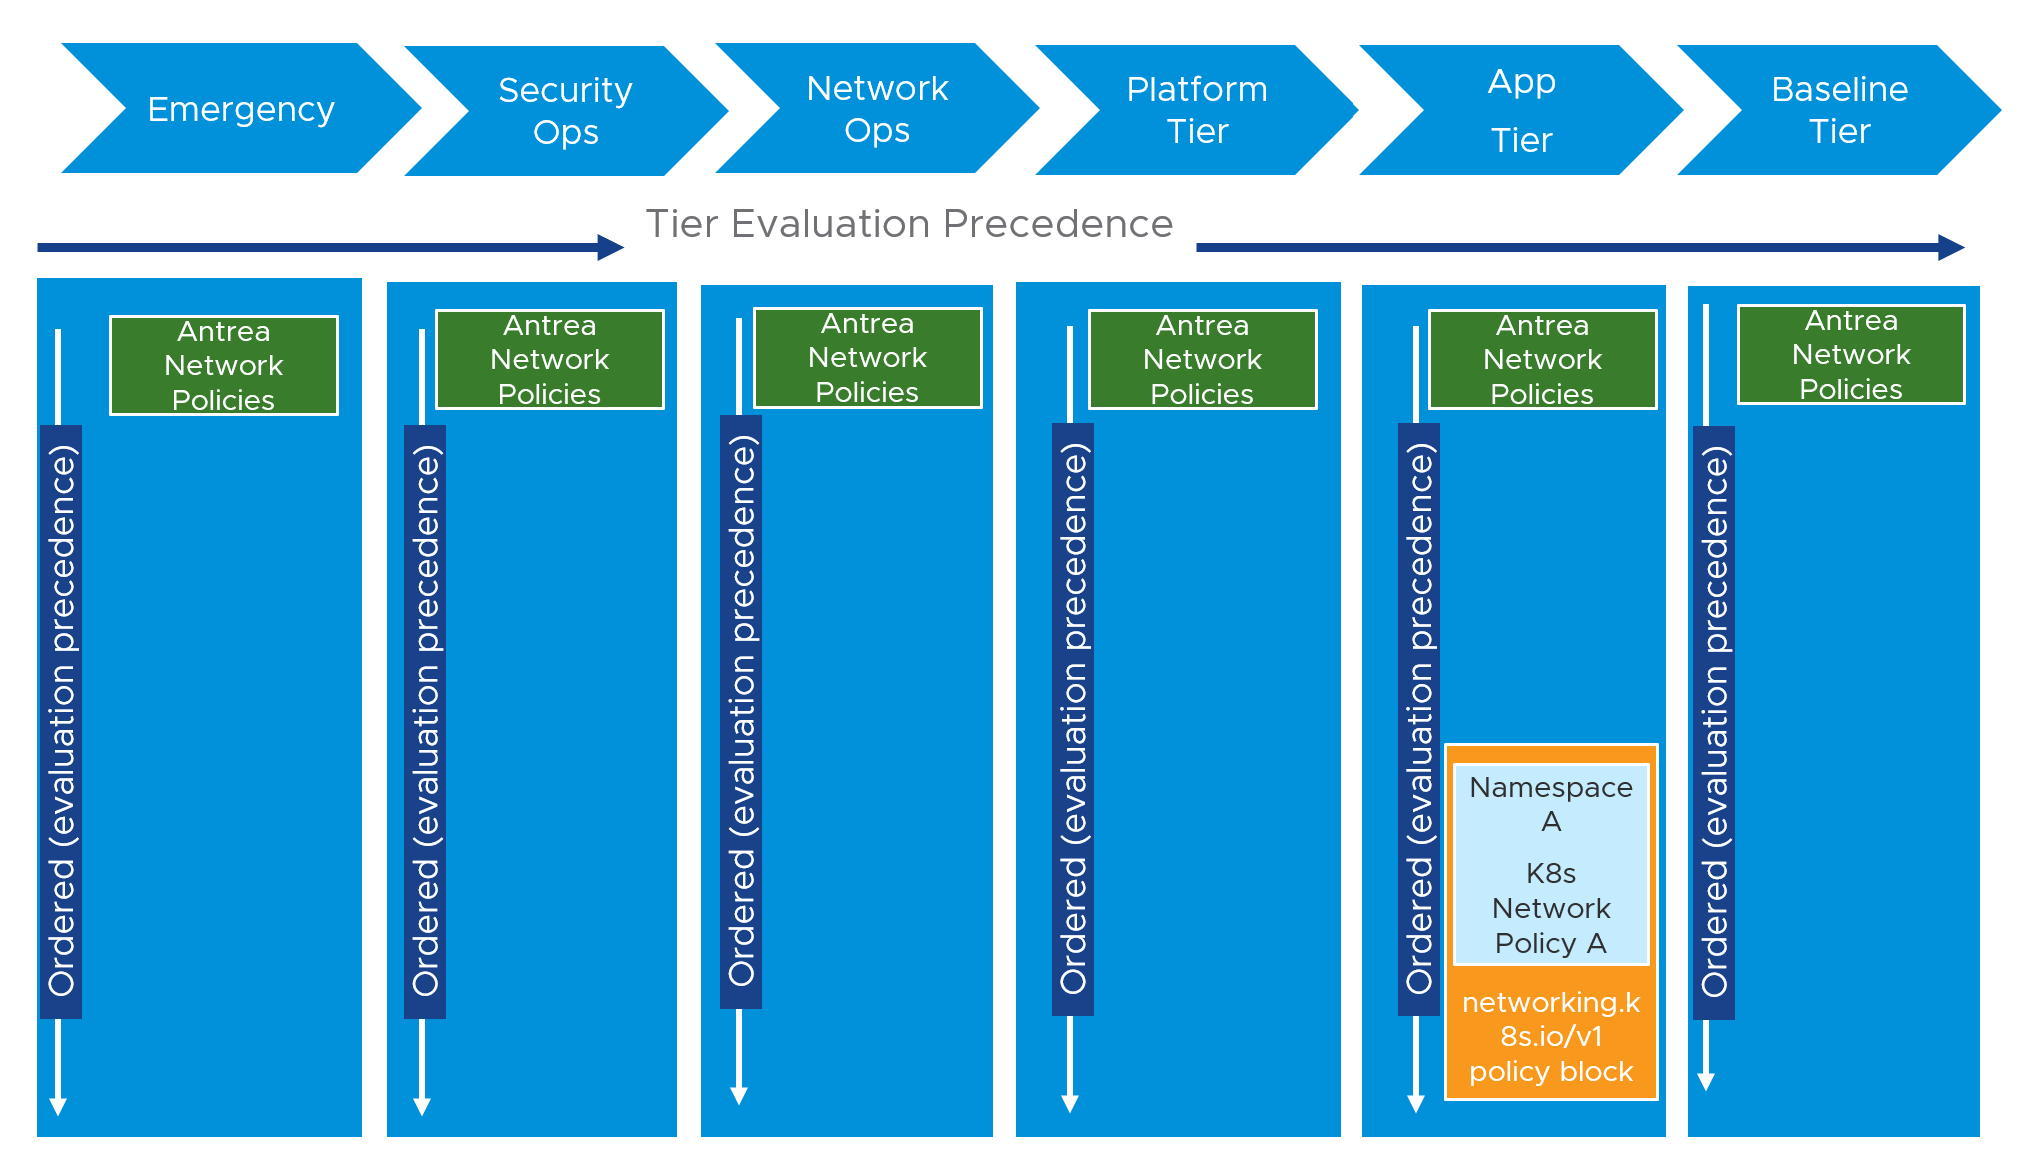 Emergency
Security
Ops
Network
Ops
Platform
Tier
App
Tier
Baseline
Tier
Tier Evaluation Precedence
Antrea
Network
Policies
Ordered (evaluation precedence)
Antrea
Network
Policies
Ordered (evaluation precedence)
Antrea
Network
Policies
Ordered (evaluation precedence)
Antrea
Network
Policies
Ordered (evaluation precedence)
Antrea
Network
Policies
Ordered (evaluation precedence)
Namespace
A
K8s
Network
Policy A
networking.k
8s.io/v1
policy block
Antrea
Network
Policies
Ordered (evaluation precedence)